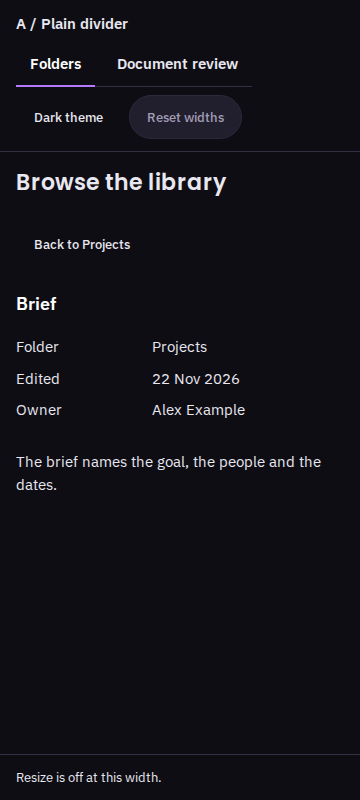 A / Plain divider
Folders Document review
Dark theme Reset widths
Browse the library
Back to Projects
Brief
Folder Projects
Edited 22 Nov 2026
Owner Alex Example
The brief names the goal, the people and the
dates.
Resize is off at this width.